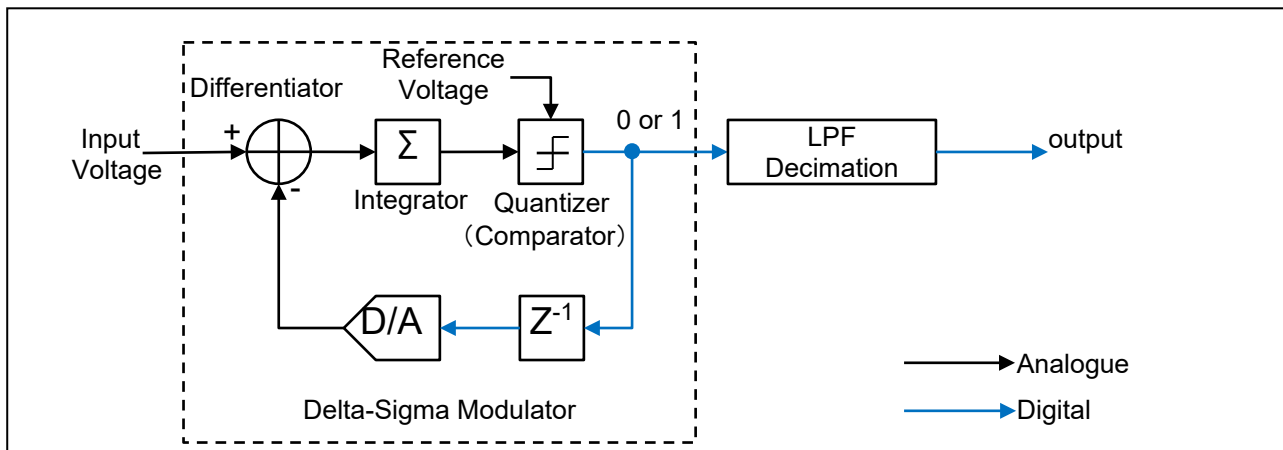 Reference
Voltage
Differentiator
0 or 1
+
Input
Voltage
-
Σ
Integrator
Quantizer
（Comparator）
LPF
Decimation
output
D/A
Z-1
Delta-Sigma Modulator
Analogue
Digital